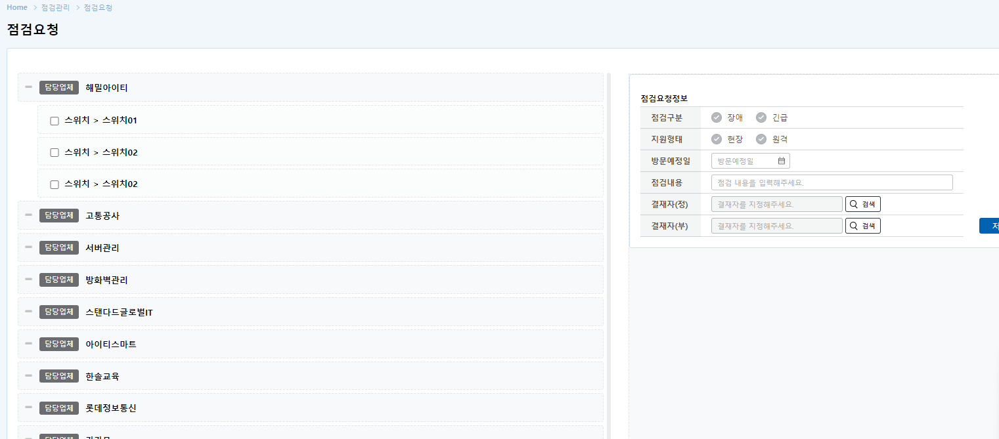 Home > 점검관리 > 점검요청
점검요청
담당업체 해밀아이티
스위치 > 스위치01
스위치 > 스위치02
스위치 > 스위치02
담당업체 고통공사
담당업체 서버관리
담당업체 방화벽관리
담당업체 스탠다드글로벌IT
담당업체 아이티스마트
담당업체 한솔교육
담당업체 롯데정보통신
담당업체
점검요청정보
점검구분 장애 긴급
지원형태 현장 원격
방문예정일 방문예정일
점검내용 점검 내용을 입력해주세요.
결재자(정) 결재자를 지정해주세요. 검색
결재자(부) 결재자를 지정해주세요. 검색
저